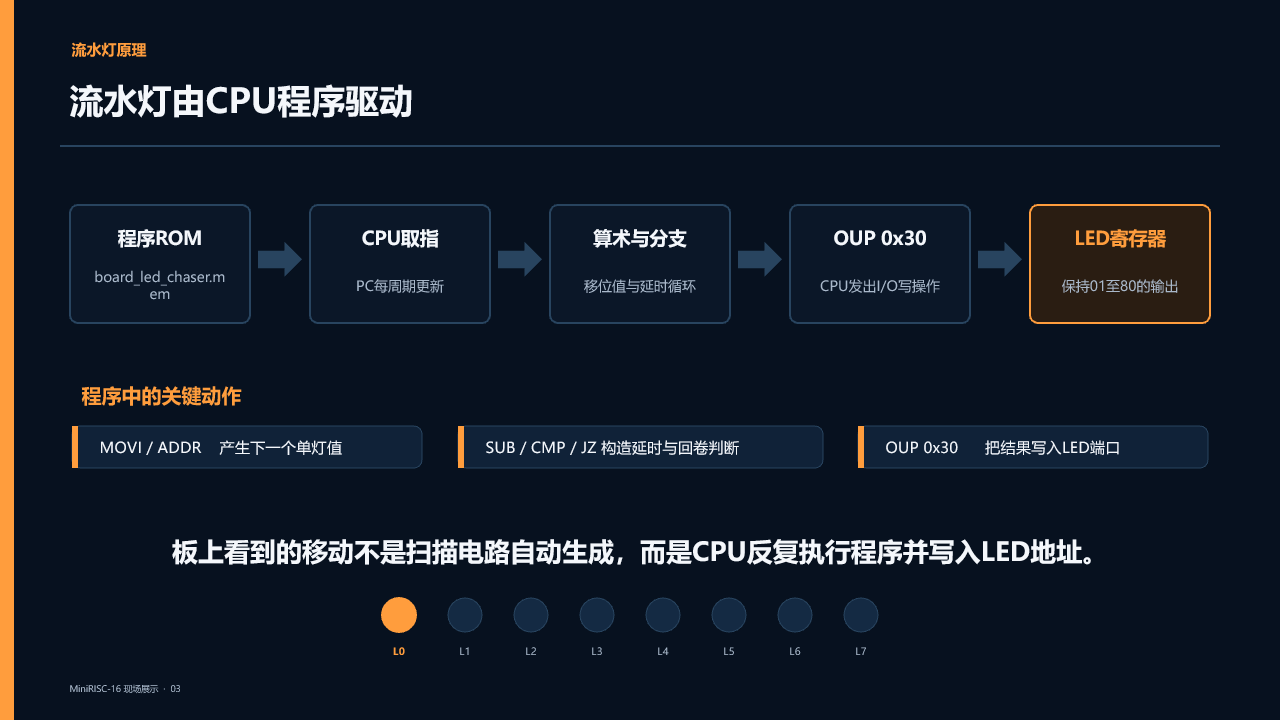 流水灯原理
流水灯由CPU程序驱动
程序ROM
board_led_chaser.m
em
CPU取指
PC每周期更新
算术与分支
移位值与延时循环
OUP 0x30
CPU发出I/O写操作
LED寄存器
保持01至80的输出
程序中的关键动作
MOVI / ADDR 产生下一个单灯值
SUB / CMP / JZ 构造延时与回卷判断
OUP 0x30 把结果写入LED端口
板上看到的移动不是扫描电路自动生成，而是CPU反复执行程序并写入LED地址。
L0 L1 L2 L3 L4 L5 L6 L7
MiniRISC-16 现场展示 · 03